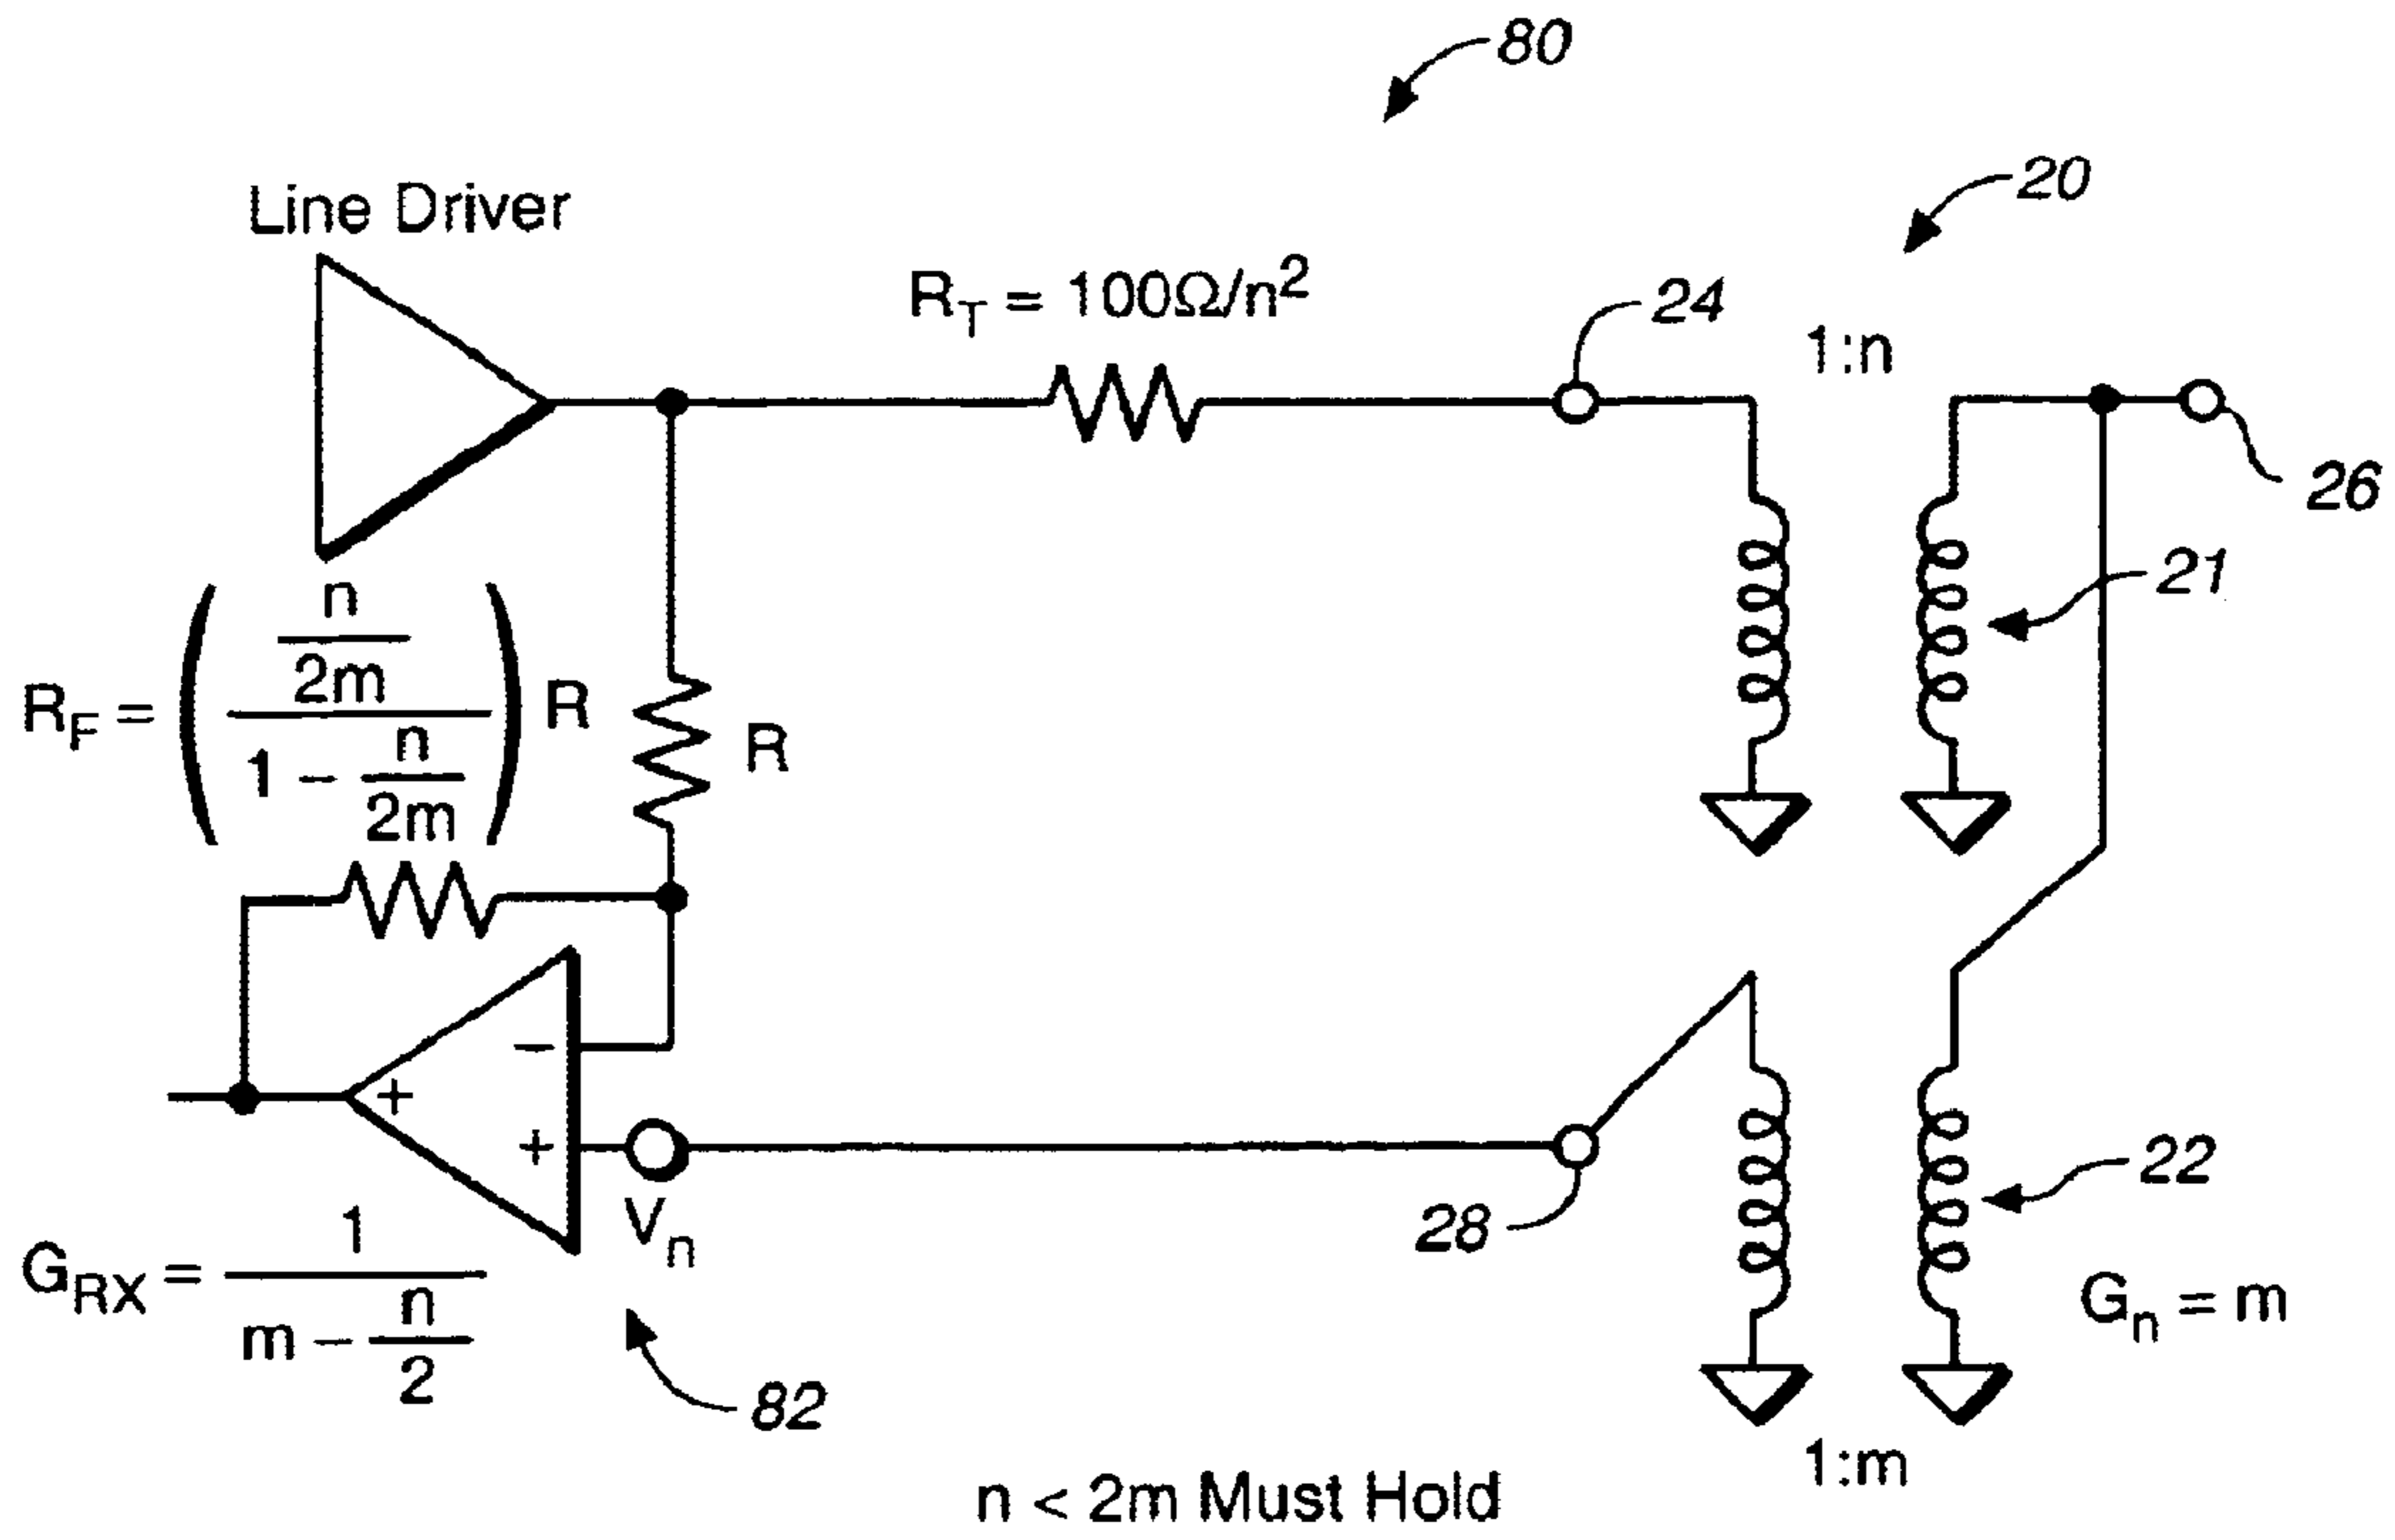 80
20
Line Driver
R_T = 100Ω/n²
24
1:n
26
21
R_F = ( (n/2m) / (1 - n/2m) ) R
R
−
+
+
V_n
28
22
G_n = m
G_RX = 1 / (m - n/2)
82
1:m
n < 2m Must Hold